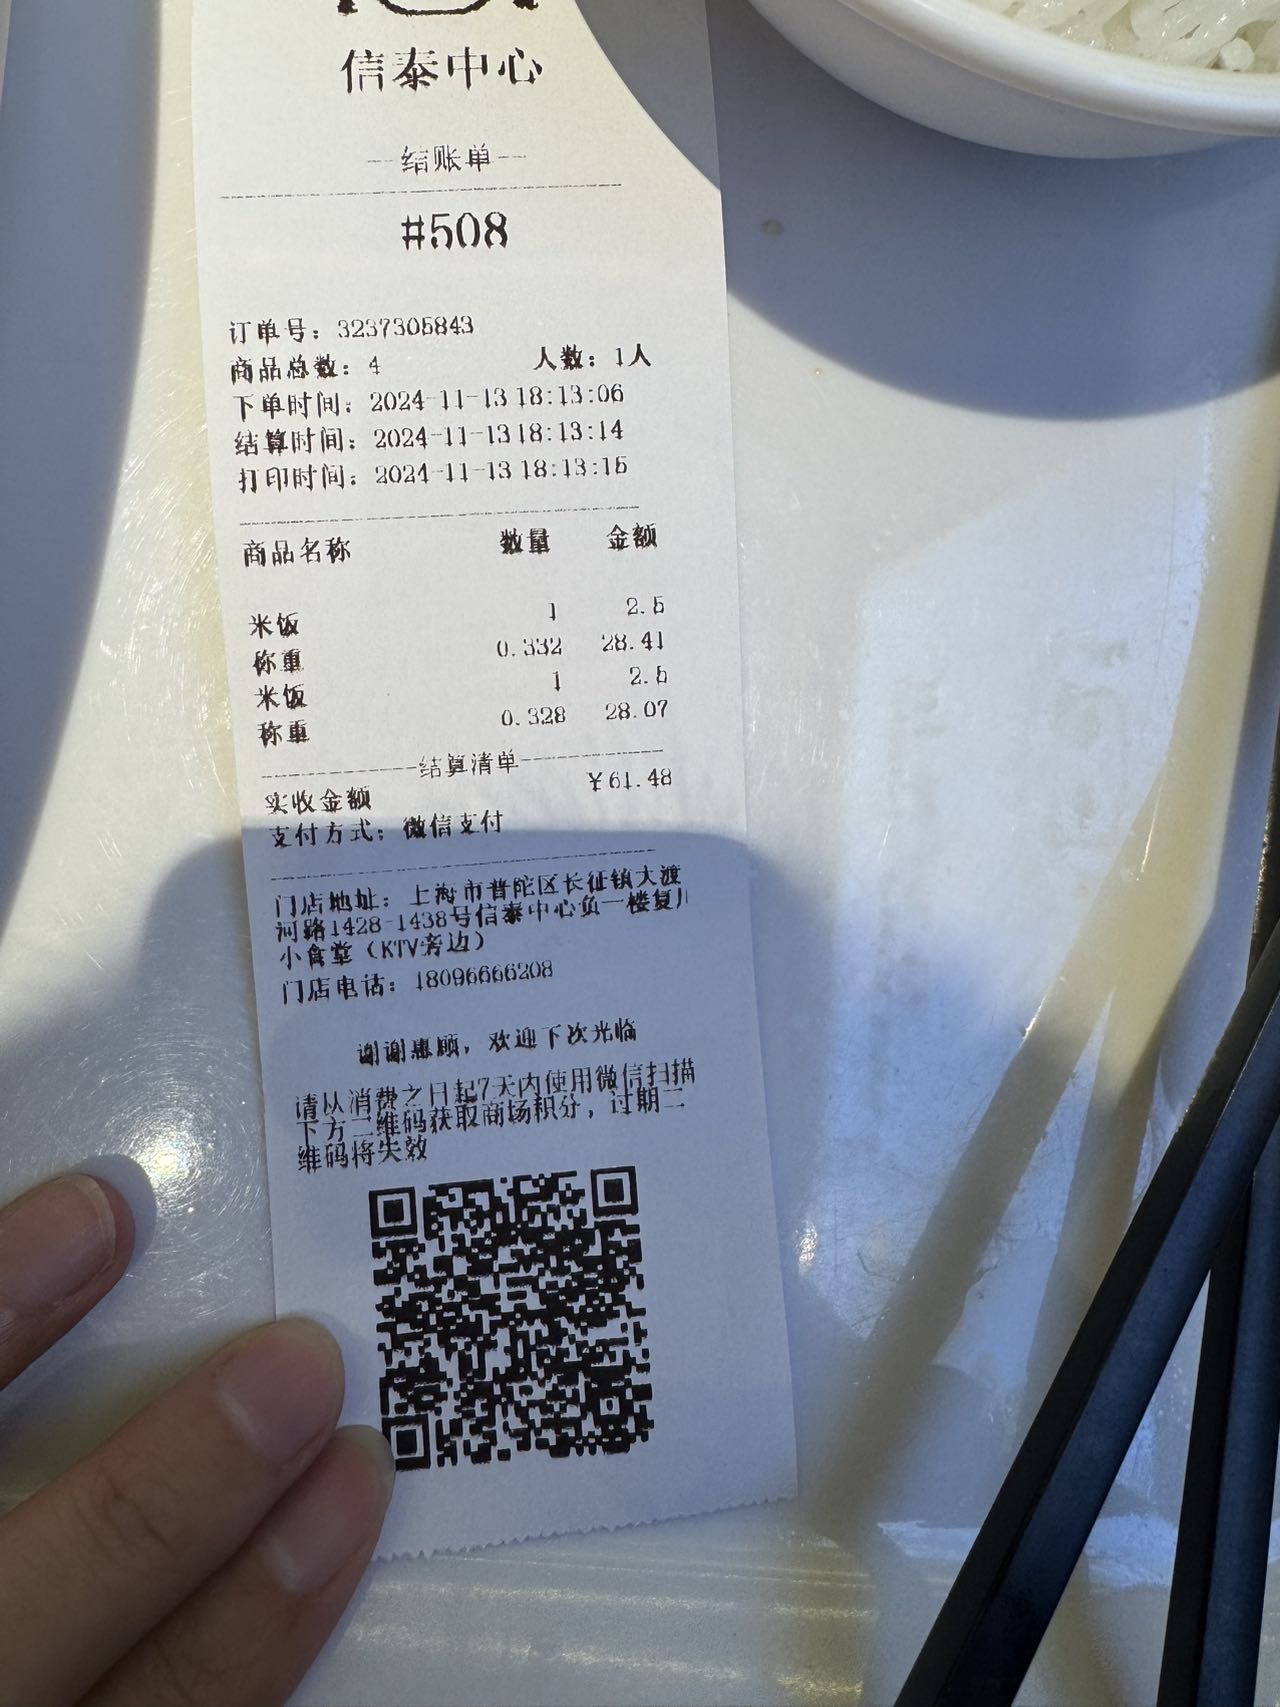 信泰中心
---结账单---
#508
订单号：3237305843
商品总数：4 人数：1人
下单时间：2024-11-13 18:13:06
结算时间：2024-11-13 18:13:14
打印时间：2024-11-13 18:13:15
商品名称 数量 金额
米饭 1 2.5
称重 0.332 28.41
米饭 1 2.5
称重 0.328 28.07
结算清单
实收金额 ¥61.48
支付方式：微信支付
门店地址：上海市普陀区长征镇大渡
河路1428-1438号信泰中心负一楼复川
小食堂（KTV旁边）
门店电话：18096666208
谢谢惠顾，欢迎下次光临
请从消费之日起7天内使用微信扫描
下方二维码获取商场积分，过期二
维码将失效